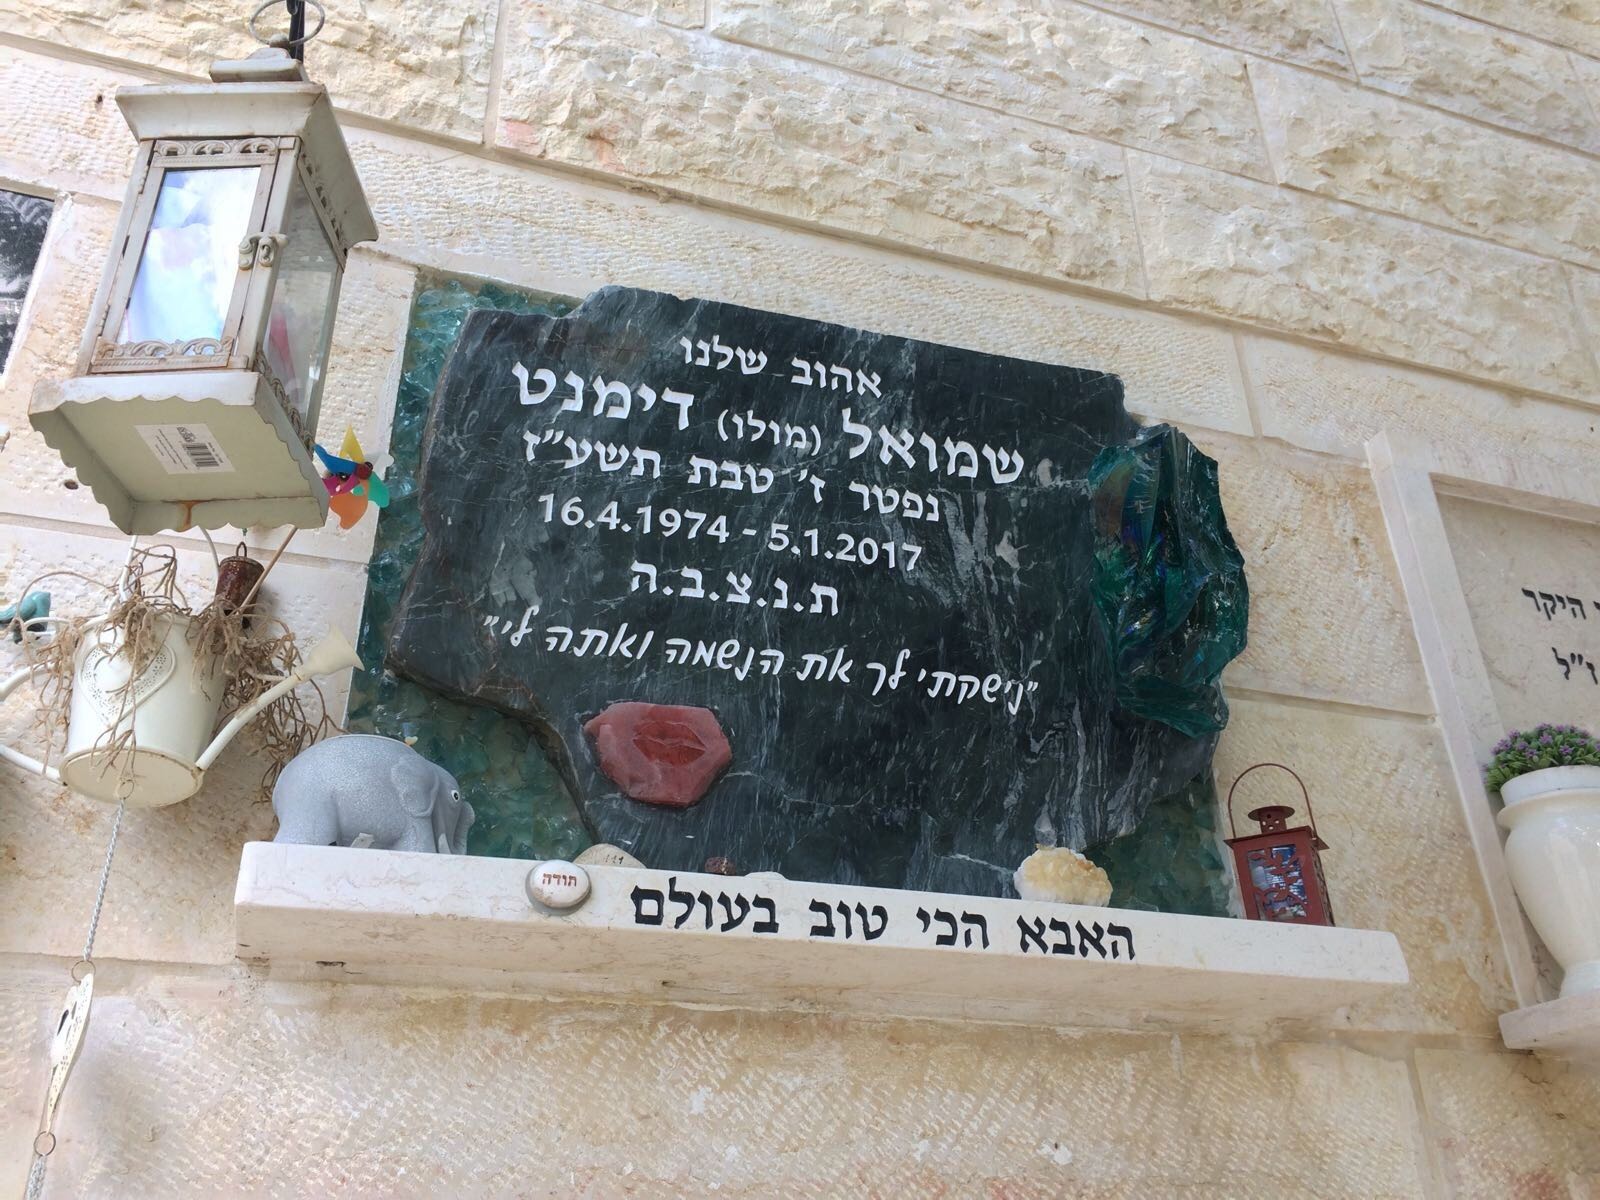 אהוב שלנו
שמואל (מולו) דימנט
נפטר ז' טבת תשע"ז
16.4.1974 - 5.1.2017
ת.נ.צ.ב.ה
"נישקתי לך את הנשמה ואתה לי"
תודה
האבא הכי טוב בעולם
היקר
ז"ל